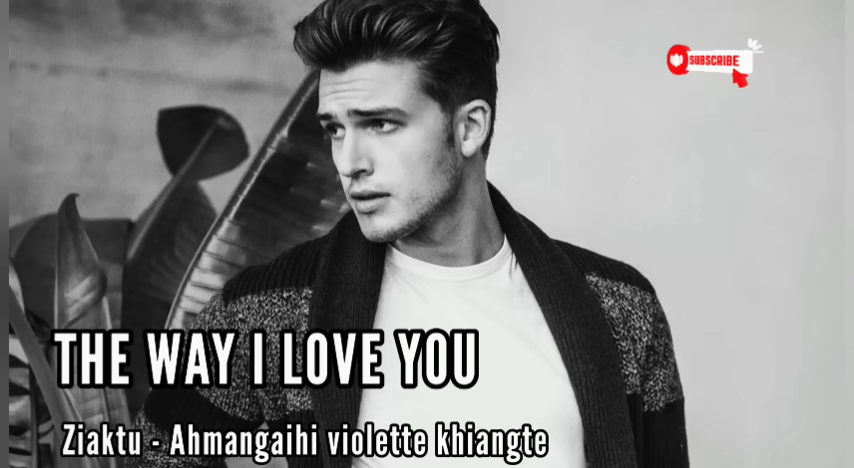 SUBSCRIBE
THE WAY I LOVE YOU
Ziaktu - Ahmangaihi violette khiangte